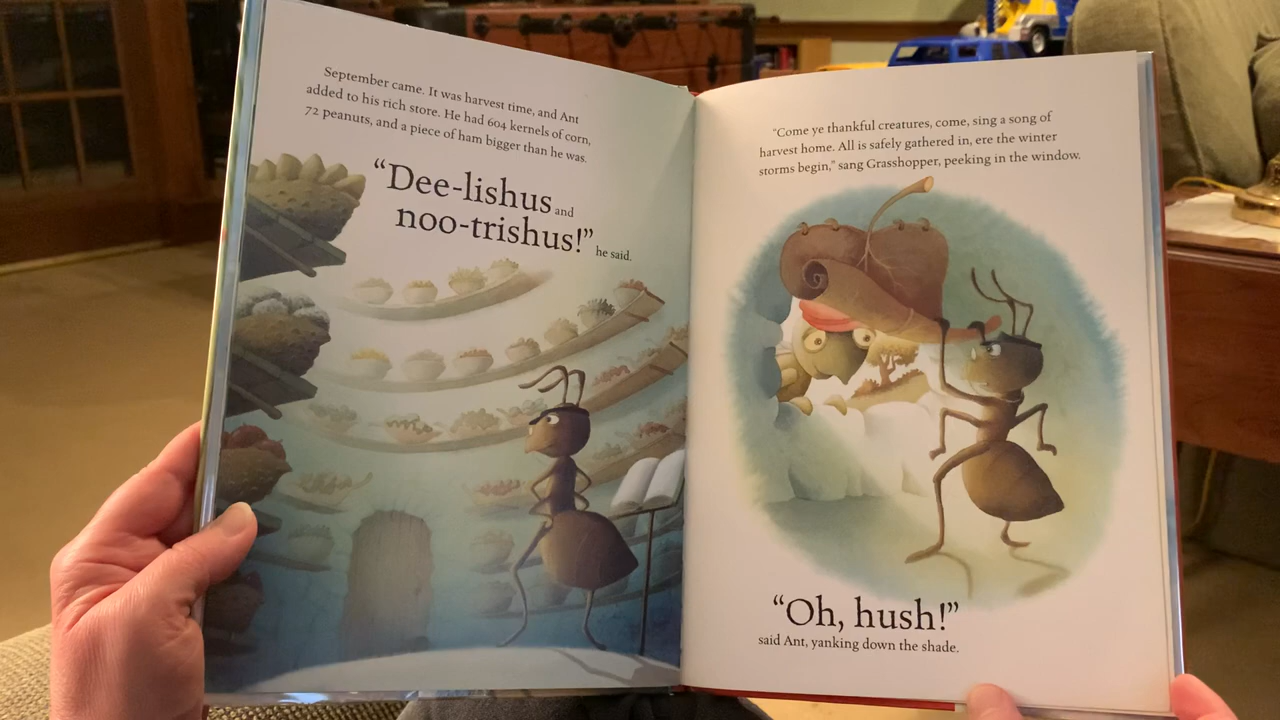 September came. It was harvest time, and Ant
added to his rich store. He had 604 kernels of corn,
72 peanuts, and a piece of ham bigger than he was.
“Dee-lishus and
noo-trishus!” he said.
"Come ye thankful creatures, come, sing a song of
harvest home. All is safely gathered in, ere the winter
storms begin," sang Grasshopper, peeking in the window.
“Oh, hush!”
said Ant, yanking down the shade.